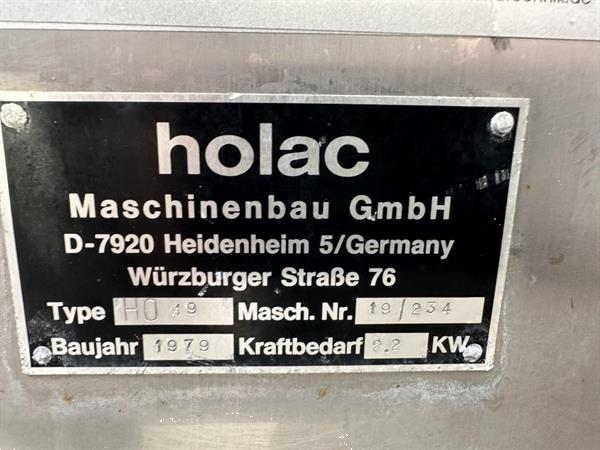 holac
Maschinenbau GmbH
D-7920 Heidenheim 5/Germany
Würzburger Straße 76
Type HO 19 Masch. Nr. 19/234
Baujahr 1979 Kraftbedarf 2.2 KW